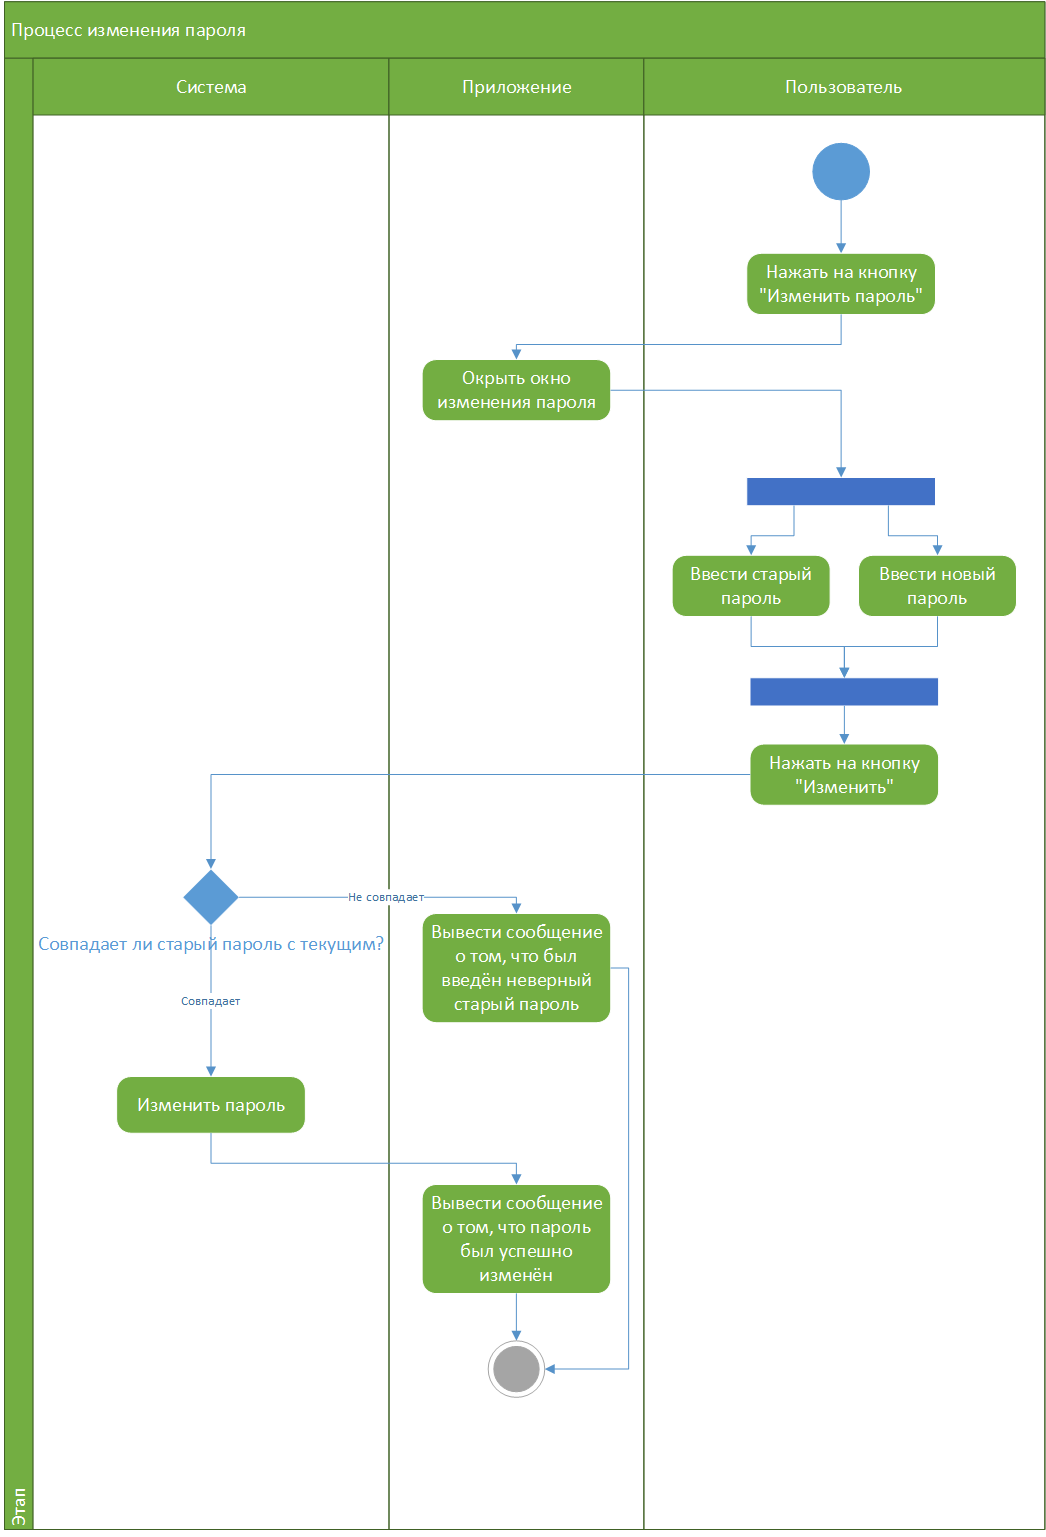 Процесс изменения пароля
Система
Приложение
Пользователь
Нажать на кнопку
"Изменить пароль"
Окрыть окно
изменения пароля
Ввести старый
пароль
Ввести новый
пароль
Нажать на кнопку
"Изменить"
Не совпадает
Совпадает ли старый пароль с текущим?
Вывести сообщение
о том, что был
введён неверный
старый пароль
Совпадает
Изменить пароль
Вывести сообщение
о том, что пароль
был успешно
изменён
Этап